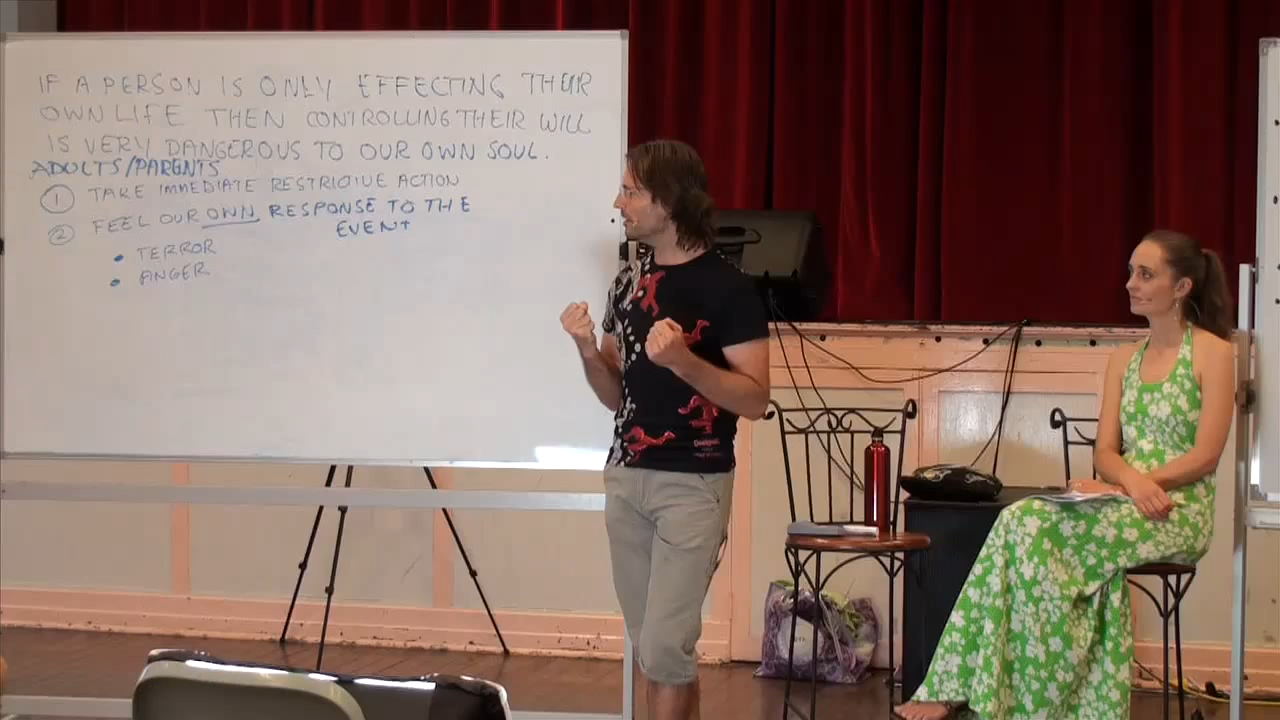 IF A PERSON IS ONLY EFFECTING THEIR
OWN LIFE THEN CONTROLLING THEIR WILL
IS VERY DANGEROUS TO OUR OWN SOUL.
ADULTS/PARENTS
① TAKE IMMEDIATE RESTRICTIVE ACTION
② FEEL OUR OWN RESPONSE TO THE
EVENT
• TERROR
• ANGER
Desigual